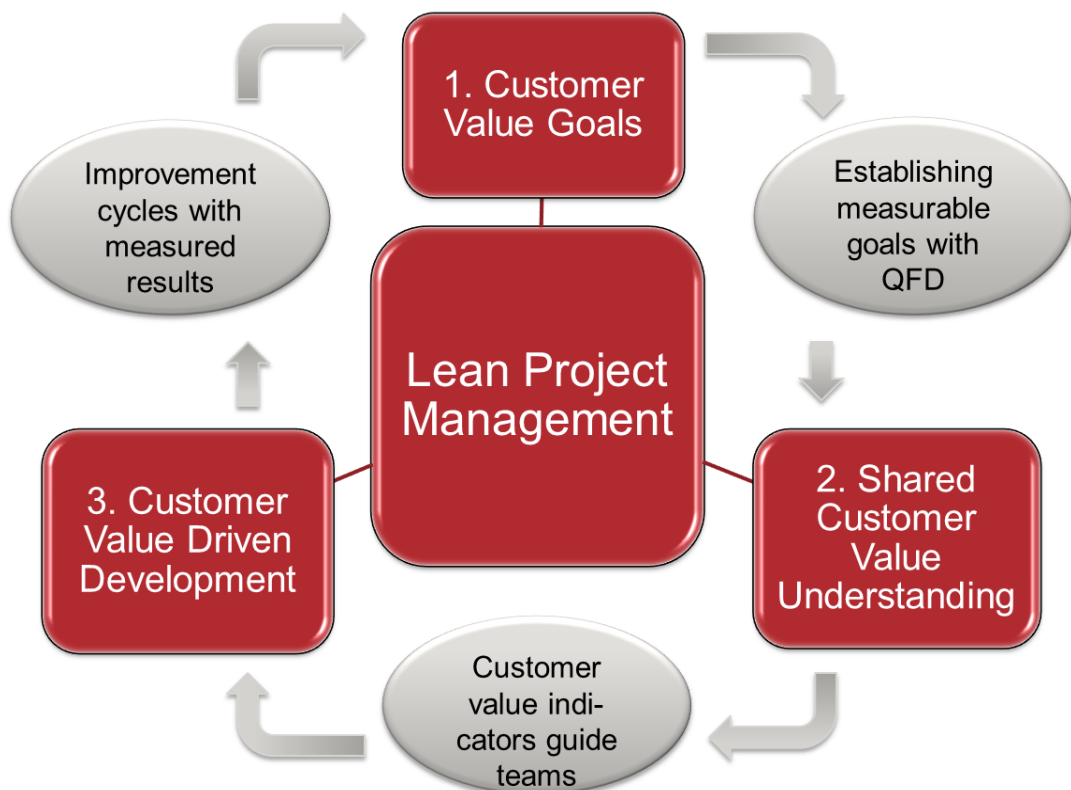 1. Customer
Value Goals
Establishing
measurable
goals with
QFD
2. Shared
Customer
Value
Understanding
Customer
value indi-
cators guide
teams
3. Customer
Value Driven
Development
Improvement
cycles with
measured
results
Lean Project
Management